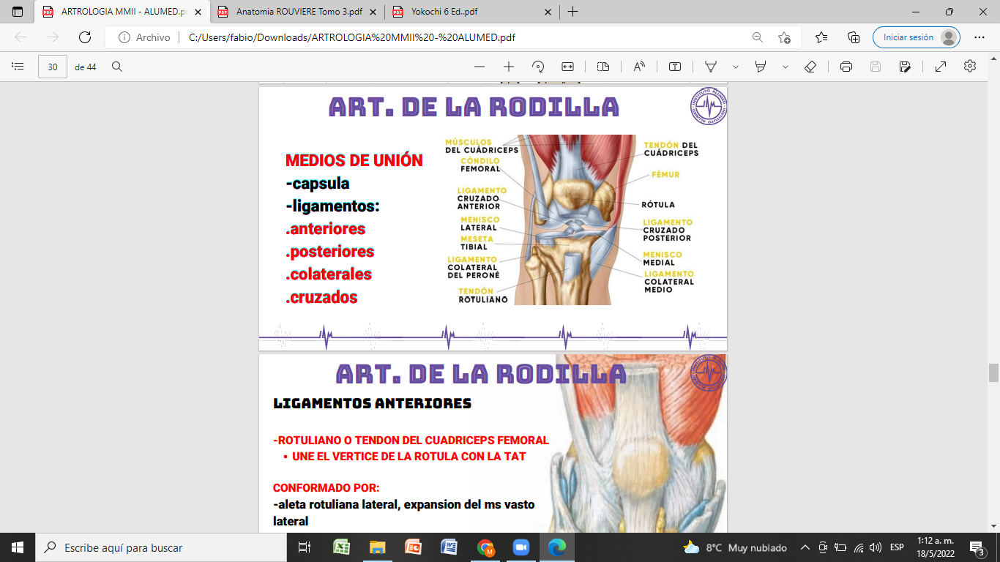 ARTROLOGIA MMII - ALUMED.pd
Anatomia ROUVIERE Tomo 3.pdf
Yokochi 6 Ed..pdf
Archivo
C:/Users/fabio/Downloads/ARTROLOGIA%20MMII%20-%20ALUMED.pdf
Iniciar sesión
30 de 44
ART. DE LA RODILLA
INSTITUTO ALUMED
MEDIOS DE UNIÓN
-capsula
-ligamentos:
.anteriores
.posteriores
.colaterales
.cruzados
MÚSCULOS
DEL CUÁDRICEPS
CÓNDILO
FEMORAL
LIGAMENTO
CRUZADO
ANTERIOR
MENISCO
LATERAL
MESETA
TIBIAL
LIGAMENTO
COLATERAL
DEL PERONÉ
TENDÓN
ROTULIANO
TENDÓN DEL
CUÁDRICEPS
FÉMUR
RÓTULA
LIGAMENTO
CRUZADO
POSTERIOR
MENISCO
MEDIAL
LIGAMENTO
COLATERAL
MEDIO
ART. DE LA RODILLA
LIGAMENTOS ANTERIORES
-ROTULIANO O TENDON DEL CUADRICEPS FEMORAL
• UNE EL VERTICE DE LA ROTULA CON LA TAT
CONFORMADO POR:
-aleta rotuliana lateral, expansion del ms vasto
lateral
Escribe aquí para buscar
8°C Muy nublado
ESP
1:12 a. m.
18/5/2022
3